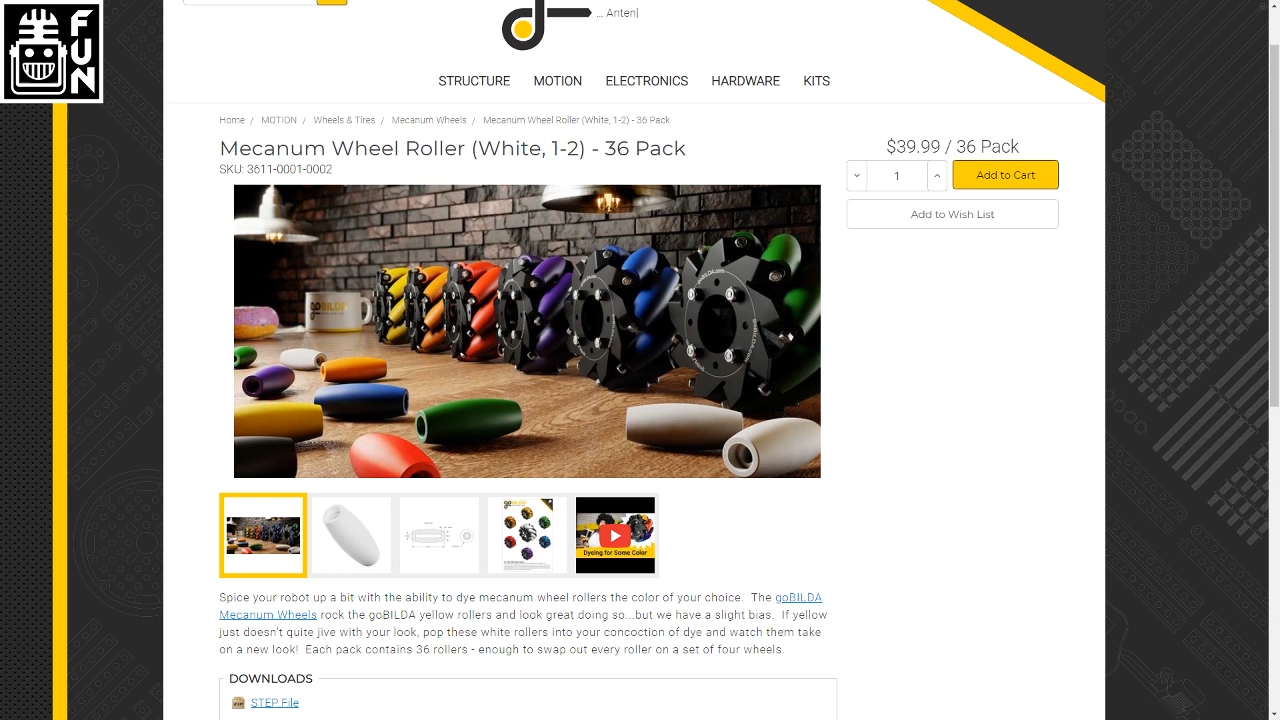 FUN
... Anten|
STRUCTURE MOTION ELECTRONICS HARDWARE KITS
Home / MOTION / Wheels & Tires / Mecanum Wheels / Mecanum Wheel Roller (White, 1-2) - 36 Pack
Mecanum Wheel Roller (White, 1-2) - 36 Pack
SKU: 3611-0001-0002
$39.99 / 36 Pack
1
Add to Cart
Add to Wish List
goBILDA
goBILDA.com
Dyeing for Some Color
Spice your robot up a bit with the ability to dye mecanum wheel rollers the color of your choice. The goBILDA
Mecanum Wheels rock the goBILDA yellow rollers and look great doing so...but we have a slight bias. If yellow
just doesn't quite jive with your look, pop these white rollers into your concoction of dye and watch them take
on a new look! Each pack contains 36 rollers - enough to swap out every roller on a set of four wheels.
DOWNLOADS
STEP File